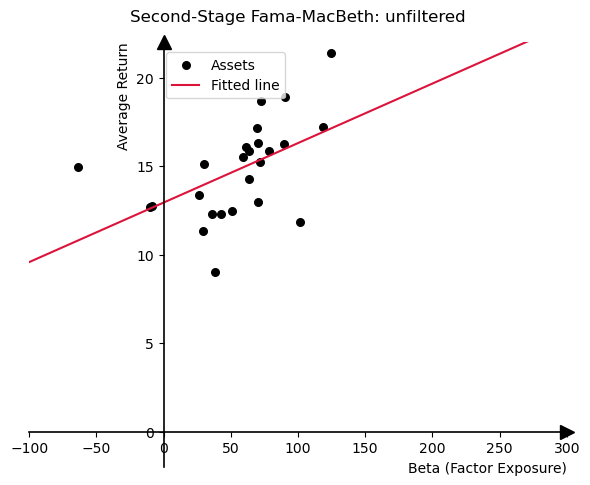 Second-Stage Fama-MacBeth: unfiltered
Average Return
Assets
Fitted line
20
15
10
5
0
−100
−50
0
50
100
150
200
250
300
Beta (Factor Exposure)